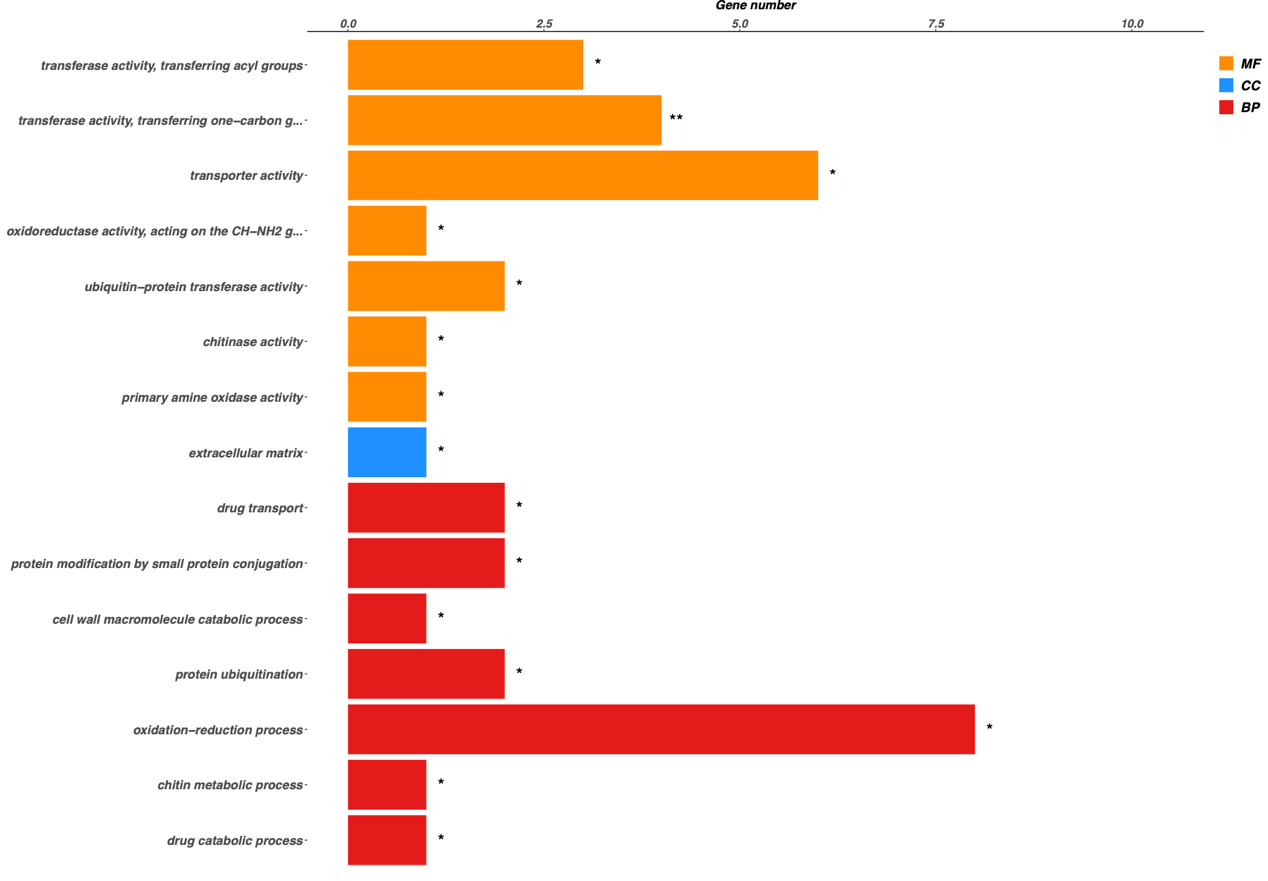 Gene number
0.0 2.5 5.0 7.5 10.0
transferase activity, transferring acyl groups *
transferase activity, transferring one−carbon g... **
transporter activity *
oxidoreductase activity, acting on the CH−NH2 g... *
ubiquitin−protein transferase activity *
chitinase activity *
primary amine oxidase activity *
extracellular matrix *
drug transport *
protein modification by small protein conjugation *
cell wall macromolecule catabolic process *
protein ubiquitination *
oxidation−reduction process *
chitin metabolic process *
drug catabolic process *
MF
CC
BP